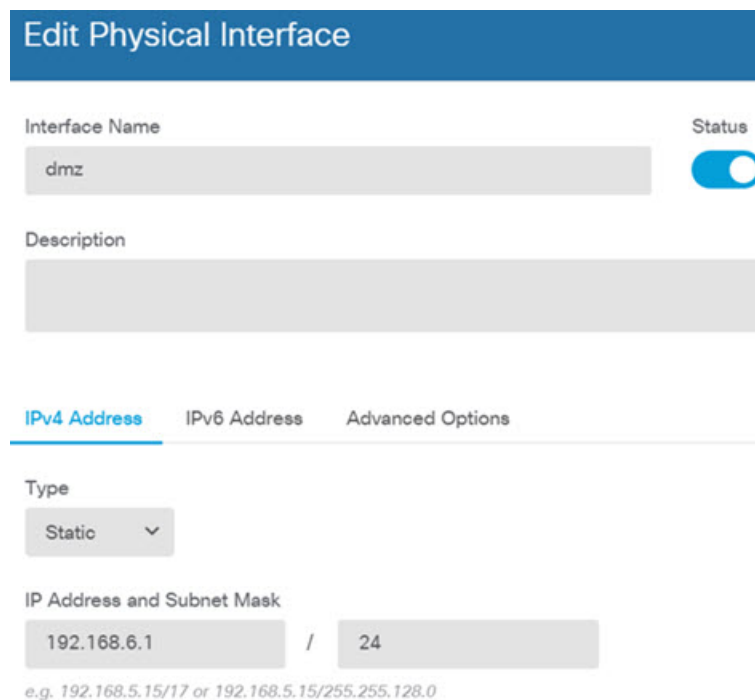 Edit Physical Interface
Interface Name
Status
dmz
Description
IPv4 Address IPv6 Address Advanced Options
Type
Static
IP Address and Subnet Mask
192.168.6.1 / 24
e.g. 192.168.5.15/17 or 192.168.5.15/255.255.128.0